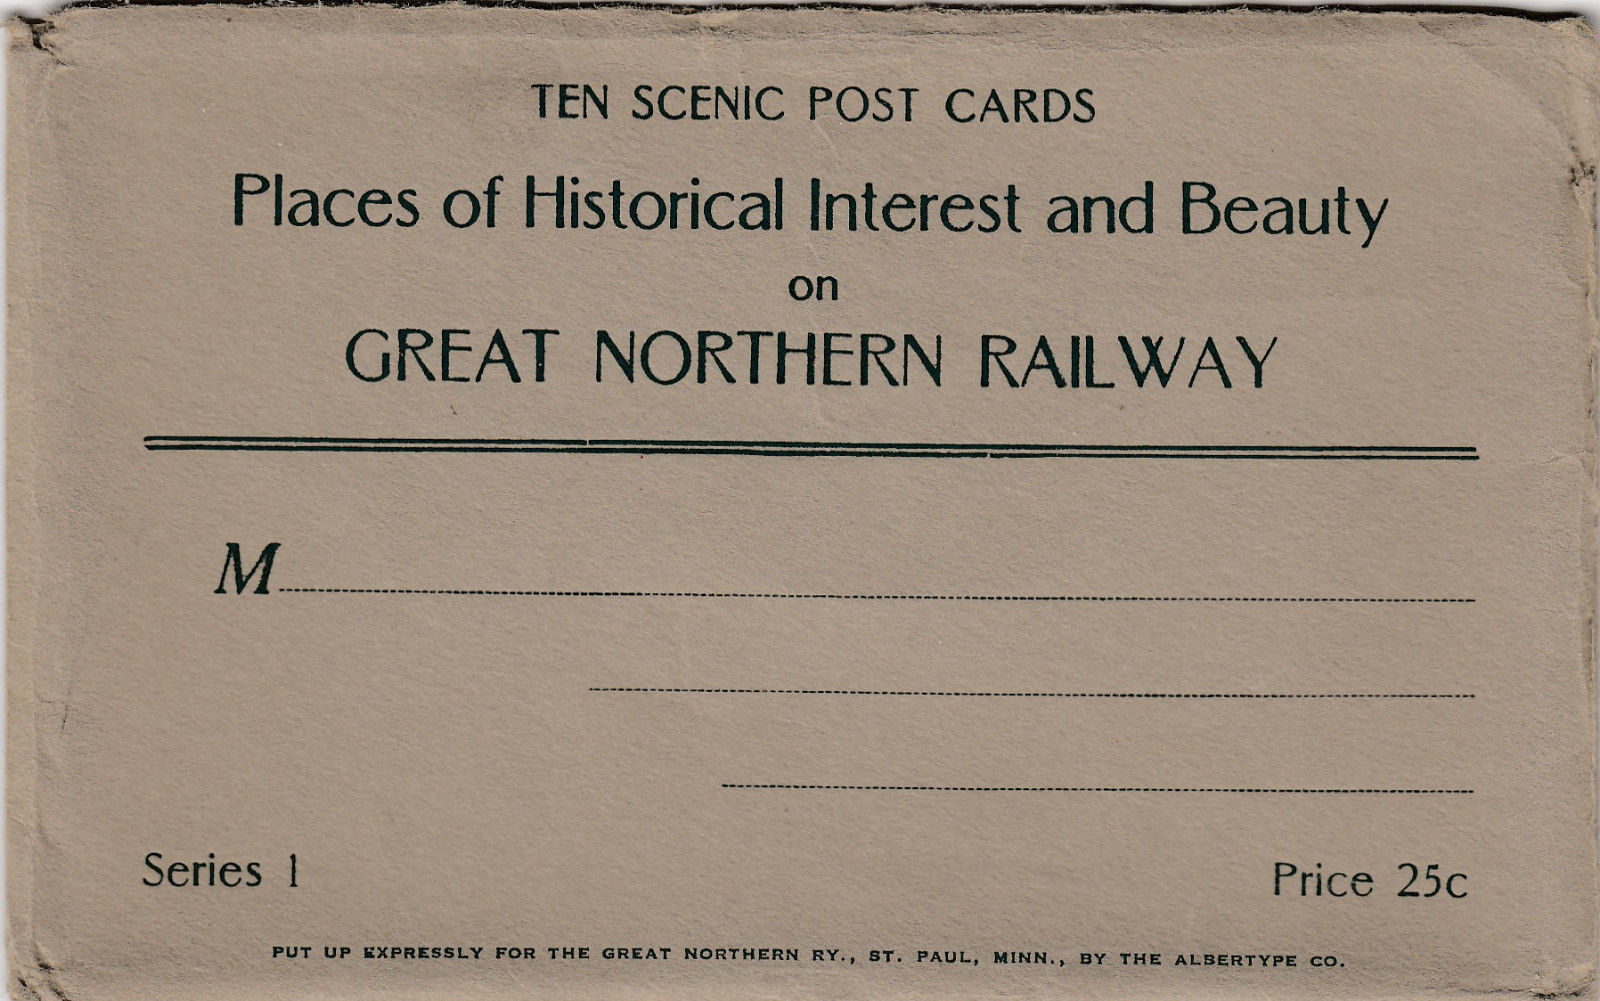 TEN SCENIC POST CARDS
Places of Historical Interest and Beauty
on
GREAT NORTHERN RAILWAY
M
Series 1
Price 25c
PUT UP EXPRESSLY FOR THE GREAT NORTHERN RY., ST. PAUL, MINN., BY THE ALBERTYPE CO.